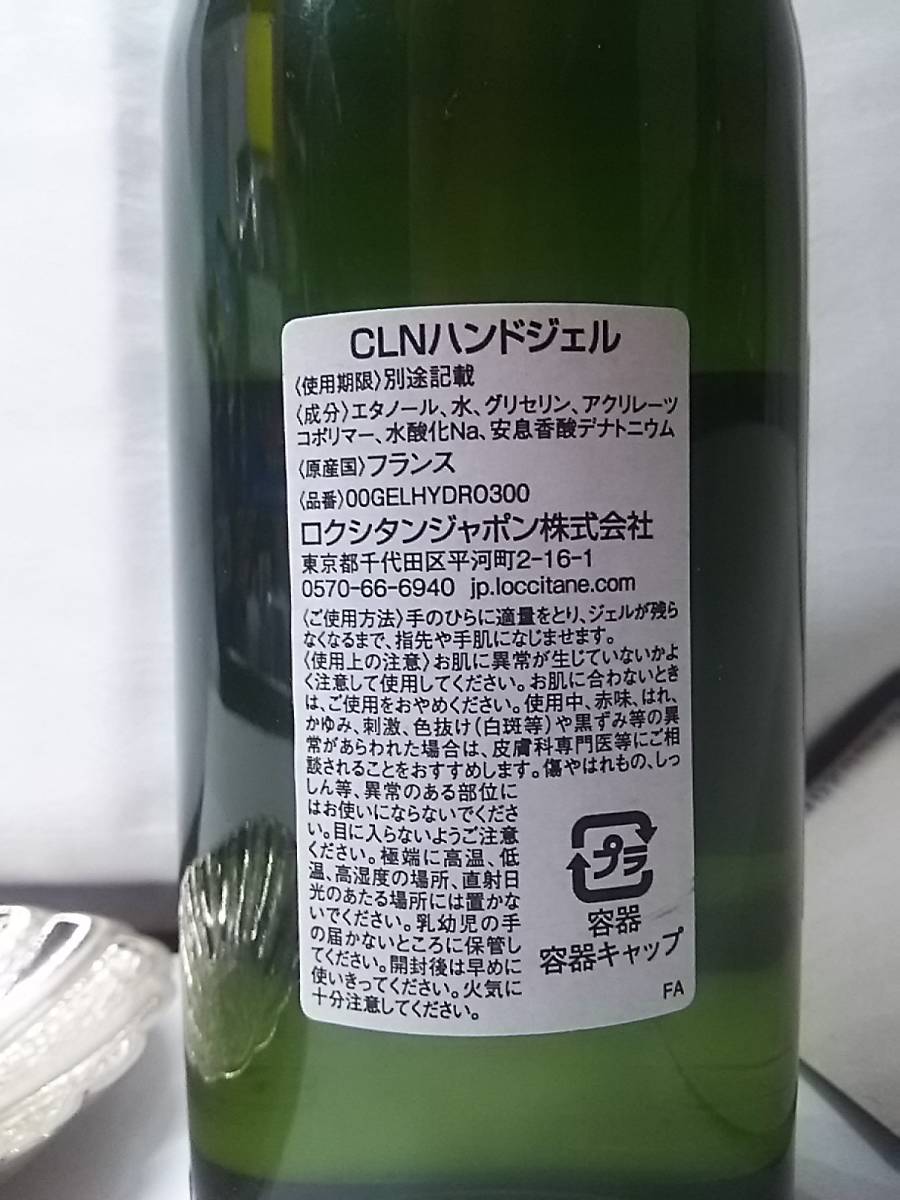 CLNハンドジェル
〈使用期限〉別途記載
〈成分〉エタノール、水、グリセリン、アクリレーツ
コポリマー、水酸化Na、安息香酸デナトニウム
〈原産国〉フランス
〈品番〉00GELHYDRO300
ロクシタンジャポン株式会社
東京都千代田区平河町2-16-1
0570-66-6940 jp.loccitane.com
〈ご使用方法〉手のひらに適量をとり、ジェルが残ら
なくなるまで、指先や手肌になじませます。
〈使用上の注意〉お肌に異常が生じていないかよ
く注意して使用してください。お肌に合わないとき
は、ご使用をおやめください。使用中、赤味、はれ、
かゆみ、刺激、色抜け(白斑等)や黒ずみ等の異
常があらわれた場合は、皮膚科専門医等にご相
談されることをおすすめします。傷やはれもの、しっ
しん等、異常のある部位に
はお使いにならないでくださ
い。目に入らないようご注意
ください。極端に高温、低
温、高湿度の場所、直射日
光のあたる場所には置かな
いでください。乳幼児の手
の届かないところに保管し
てください。開封後は早めに
使いきってください。火気に
十分注意してください。
プラ
容器
容器キャップ
FA